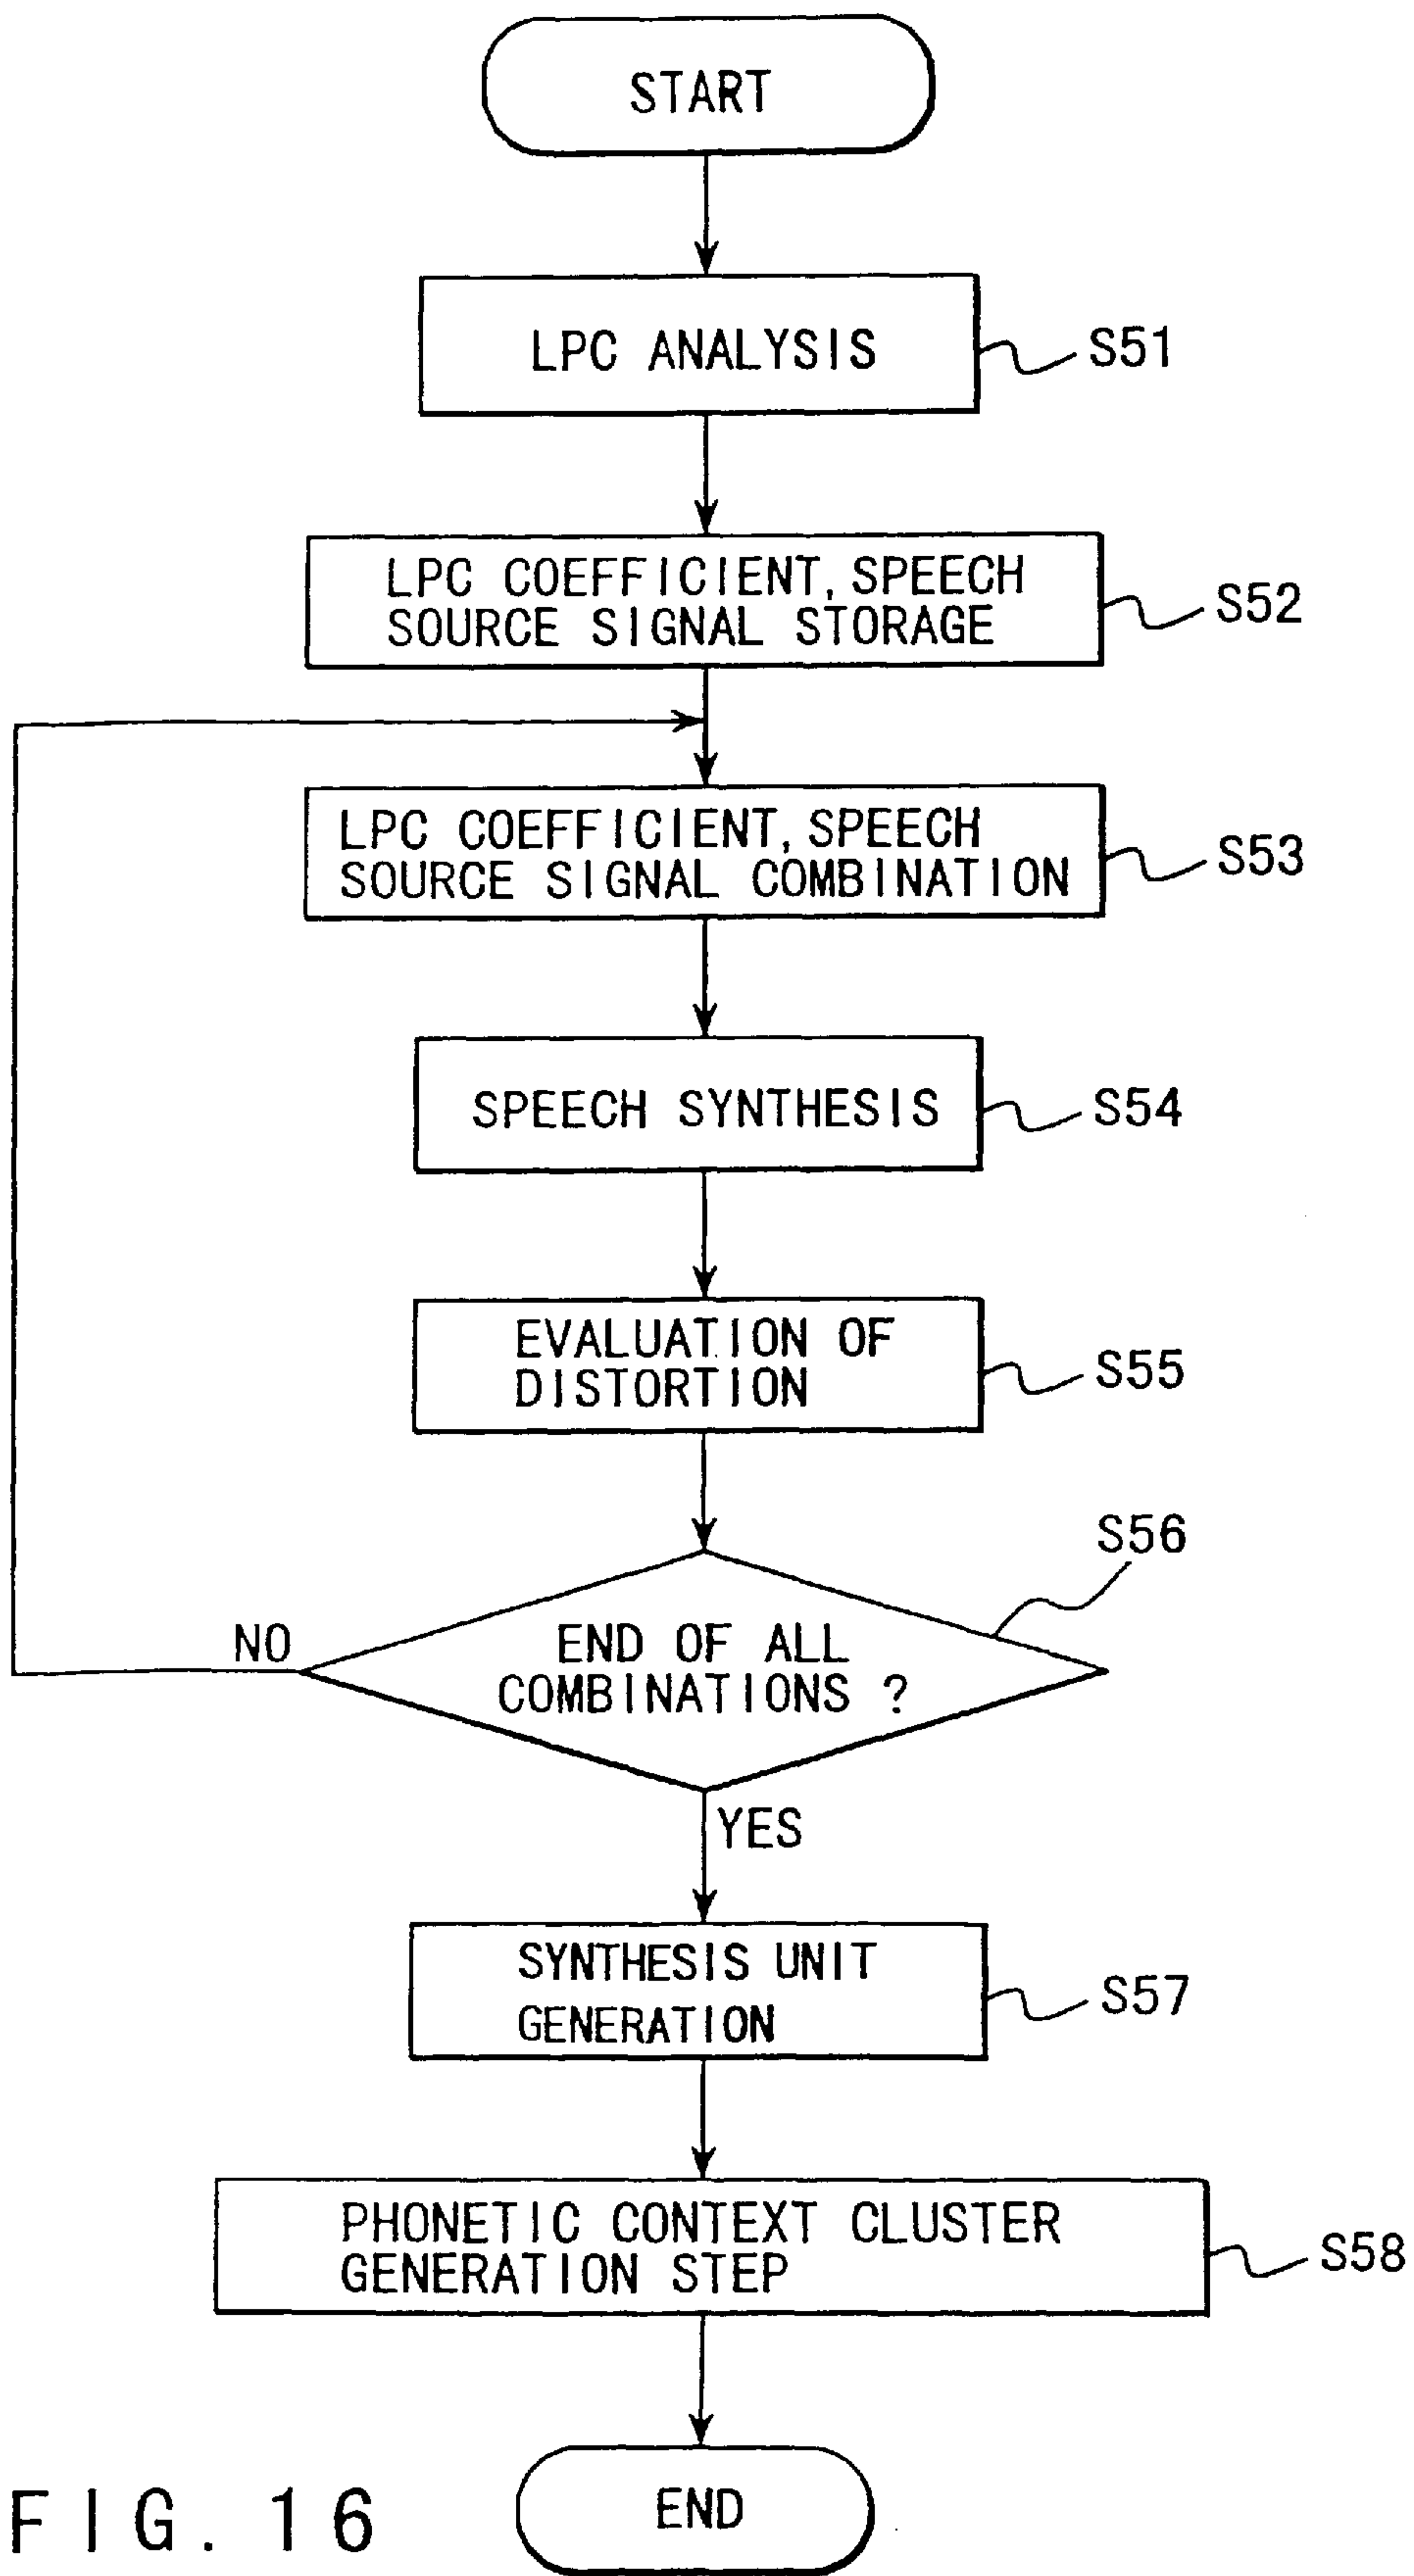 START
LPC ANALYSIS
S51
LPC COEFFICIENT, SPEECH
SOURCE SIGNAL STORAGE
S52
LPC COEFFICIENT, SPEECH
SOURCE SIGNAL COMBINATION
S53
SPEECH SYNTHESIS
S54
EVALUATION OF
DISTORTION
S55
S56
END OF ALL
COMBINATIONS ?
NO
YES
SYNTHESIS UNIT
GENERATION
S57
PHONETIC CONTEXT CLUSTER
GENERATION STEP
S58
END
FIG. 16